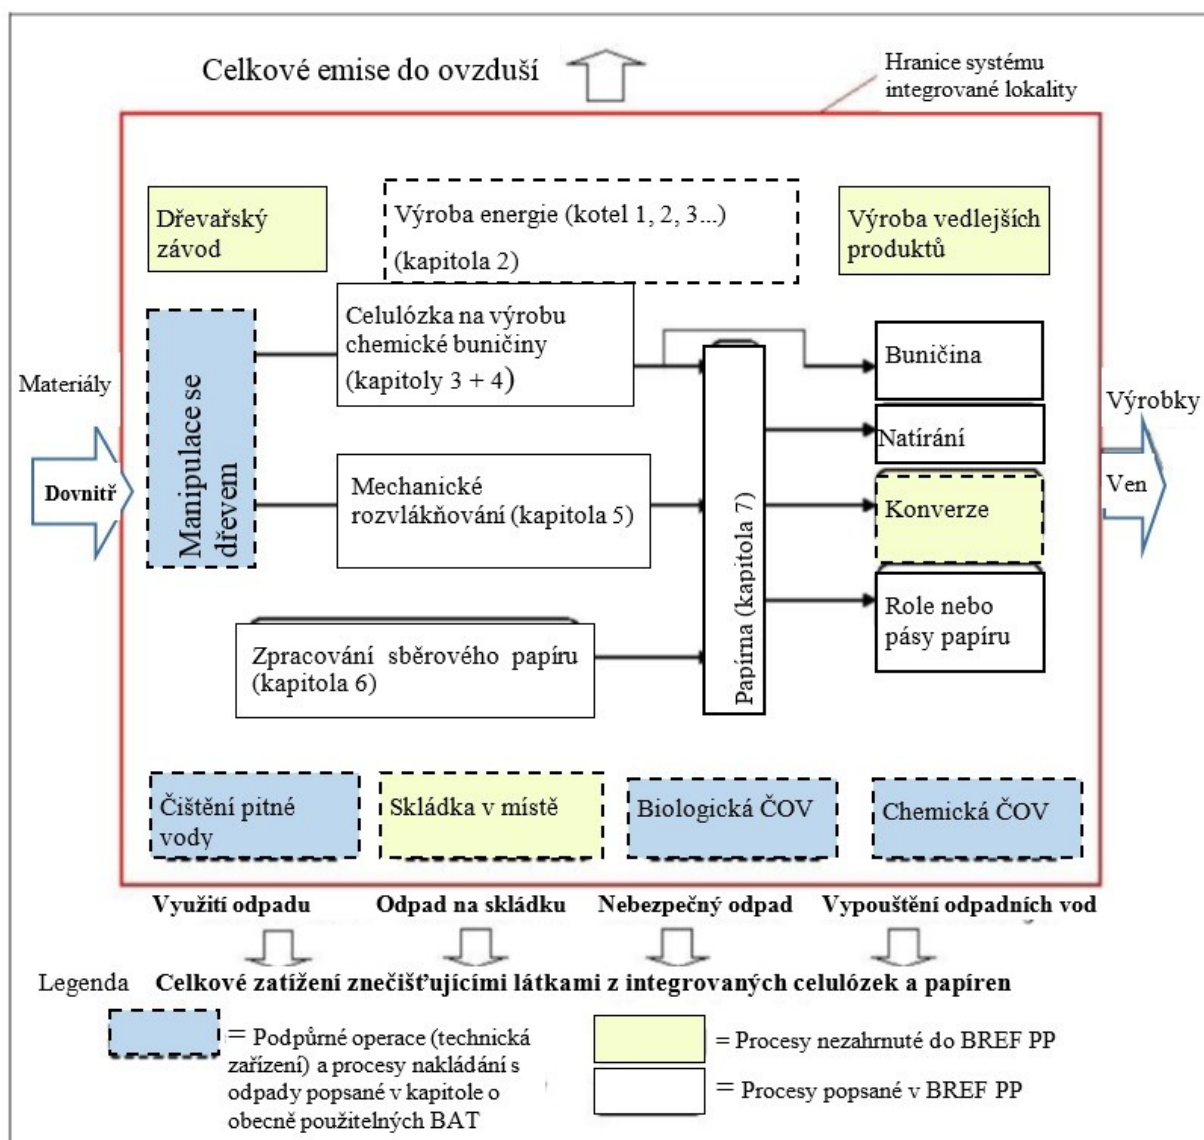 Celkové emise do ovzduší
Hranice systému
integrované lokality
Dřevařský
závod
Výroba energie (kotel 1, 2, 3...)
(kapitola 2)
Výroba vedlejších
produktů
Materiály
Dovnitř
Manipulace se
dřevem
Celulózka na výrobu
chemické buničiny
(kapitoly 3 + 4)
Mechanické
rozvlákňování (kapitola 5)
Zpracování sběrového papíru
(kapitola 6)
Papírna (kapitola 7)
Buničina
Natírání
Konverze
Role nebo
pásy papíru
Výrobky
Ven
Čištění pitné
vody
Skládka v místě
Biologická ČOV
Chemická ČOV
Využití odpadu
Odpad na skládku
Nebezpečný odpad
Vypouštění odpadních vod
Legenda
Celkové zatížení znečišťujícími látkami z integrovaných celulózek a papíren
= Podpůrné operace (technická
zařízení) a procesy nakládání s
odpady popsané v kapitole o
obecně použitelných BAT
= Procesy nezahrnuté do BREF PP
= Procesy popsané v BREF PP